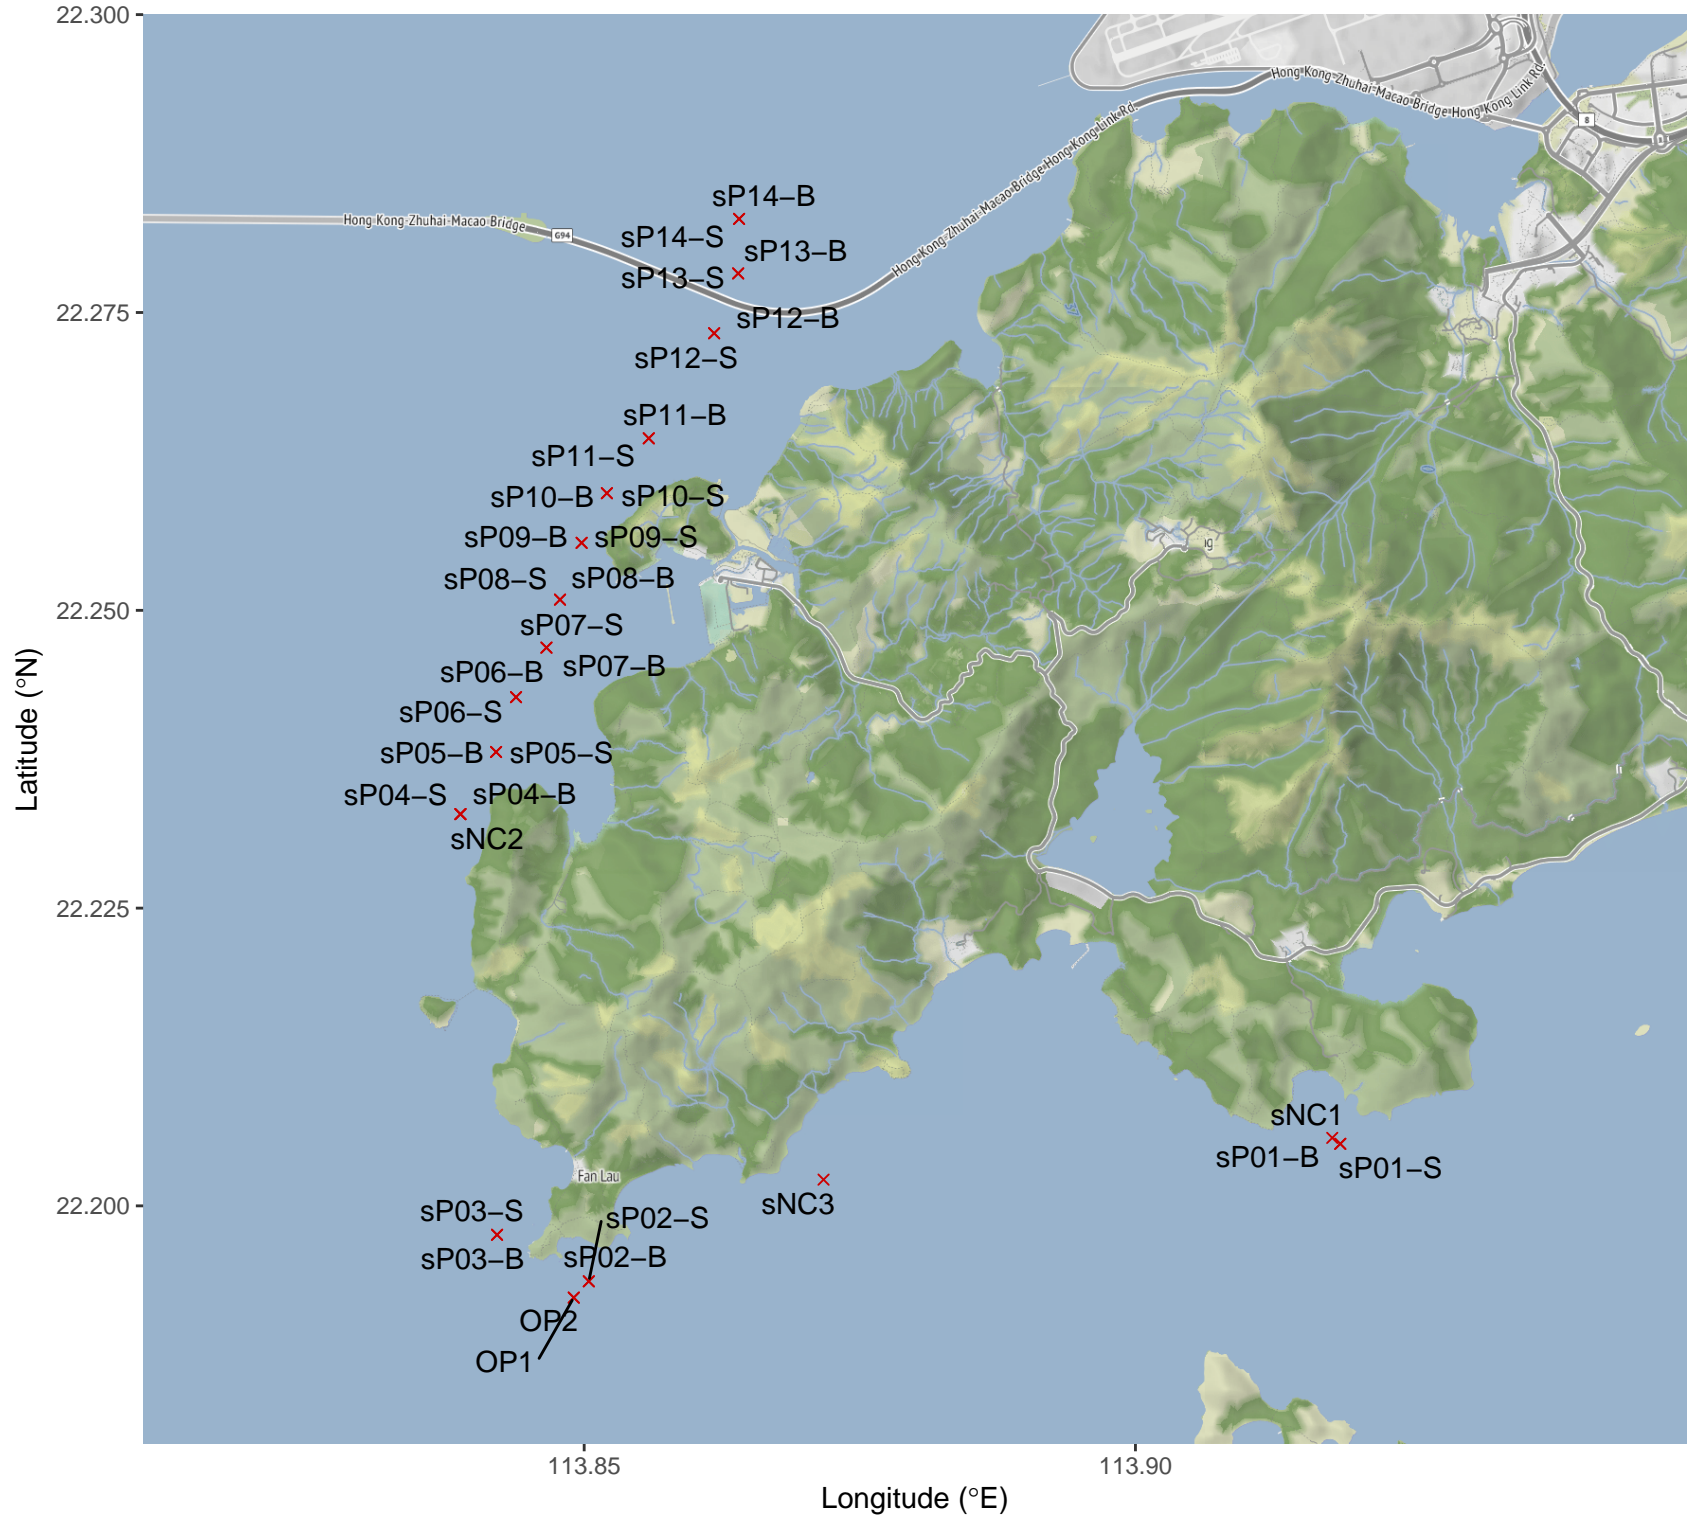 22.300
Hong Kong-Zhuhai-Macao Bridge Hong Kong Link Rd.
8
sP14−B
Hong Kong-Zhuhai-Macao Bridge
G94
sP14−S
sP13−B
Hong Kong-Zhuhai-Macao Bridge Hong Kong Link Rd.
sP13−S
22.275
sP12−B
sP12−S
sP11−B
sP11−S
sP10−B
sP10−S
sP09−B
sP09−S
sP08−S
sP08−B
22.250
sP07−S
sP06−B
sP07−B
sP06−S
sP05−B
sP05−S
sP04−S
sP04−B
sNC2
22.225
sNC1
sP01−B
sP01−S
Fan Lau
22.200
sNC3
sP03−S
sP02−S
sP03−B
sP02−B
OP2
OP1
113.85
113.90
Longitude (°E)
Latitude (°N)